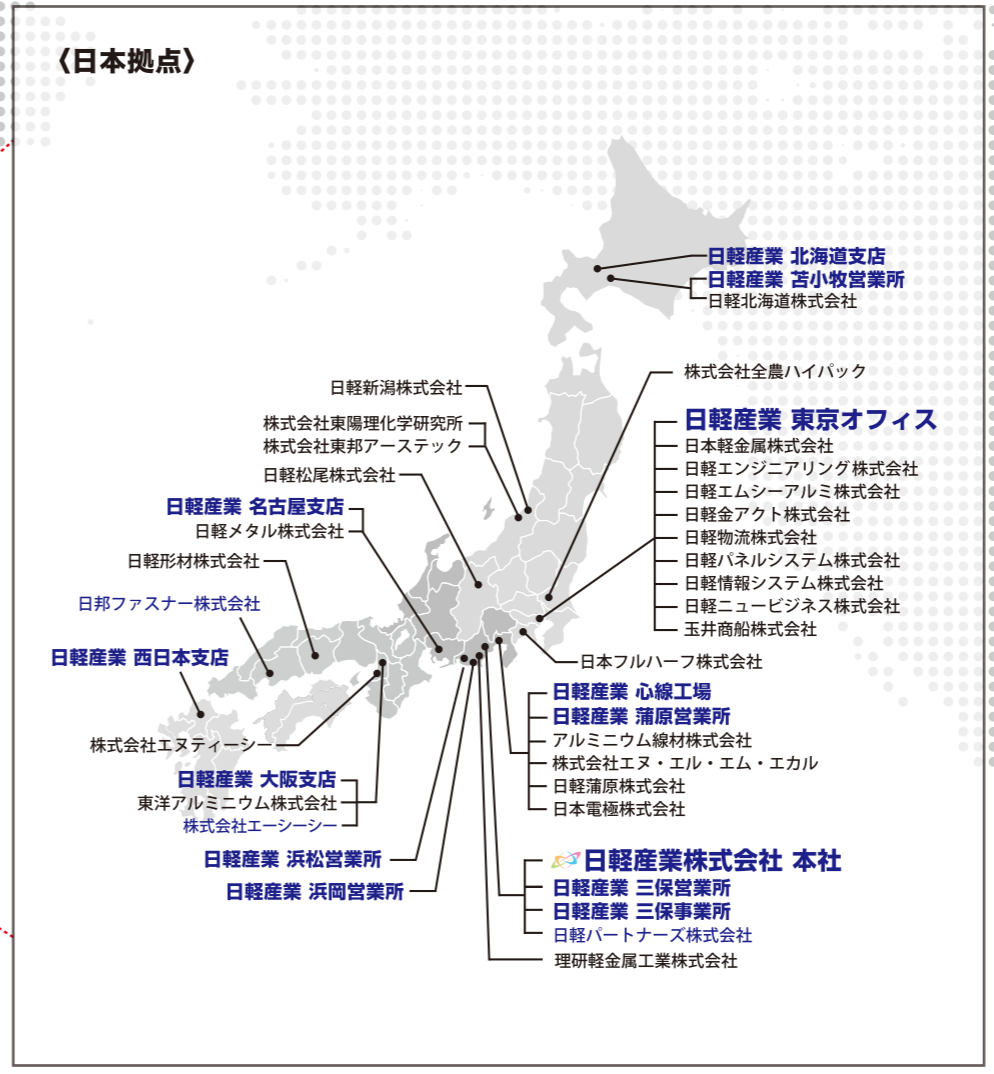 〈日本拠点〉
日軽産業 北海道支店
日軽産業 苫小牧営業所
日軽北海道株式会社
株式会社全農ハイパック
日軽新潟株式会社
株式会社東陽理化学研究所
株式会社東邦アーステック
日軽松尾株式会社
日軽産業 名古屋支店
日軽メタル株式会社
日軽形材株式会社
日邦ファスナー株式会社
日軽産業 西日本支店
株式会社エヌティーシー
日軽産業 大阪支店
東洋アルミニウム株式会社
株式会社エーシーシー
日軽産業 浜松営業所
日軽産業 浜岡営業所
日軽産業 東京オフィス
日本軽金属株式会社
日軽エンジニアリング株式会社
日軽エムシーアルミ株式会社
日軽金アクト株式会社
日軽物流株式会社
日軽パネルシステム株式会社
日軽情報システム株式会社
日軽ニュービジネス株式会社
玉井商船株式会社
日本フルハーフ株式会社
日軽産業 心線工場
日軽産業 蒲原営業所
アルミニウム線材株式会社
株式会社エヌ・エル・エム・エカル
日軽蒲原株式会社
日本電極株式会社
日軽産業株式会社 本社
日軽産業 三保営業所
日軽産業 三保事業所
日軽パートナーズ株式会社
理研軽金属工業株式会社